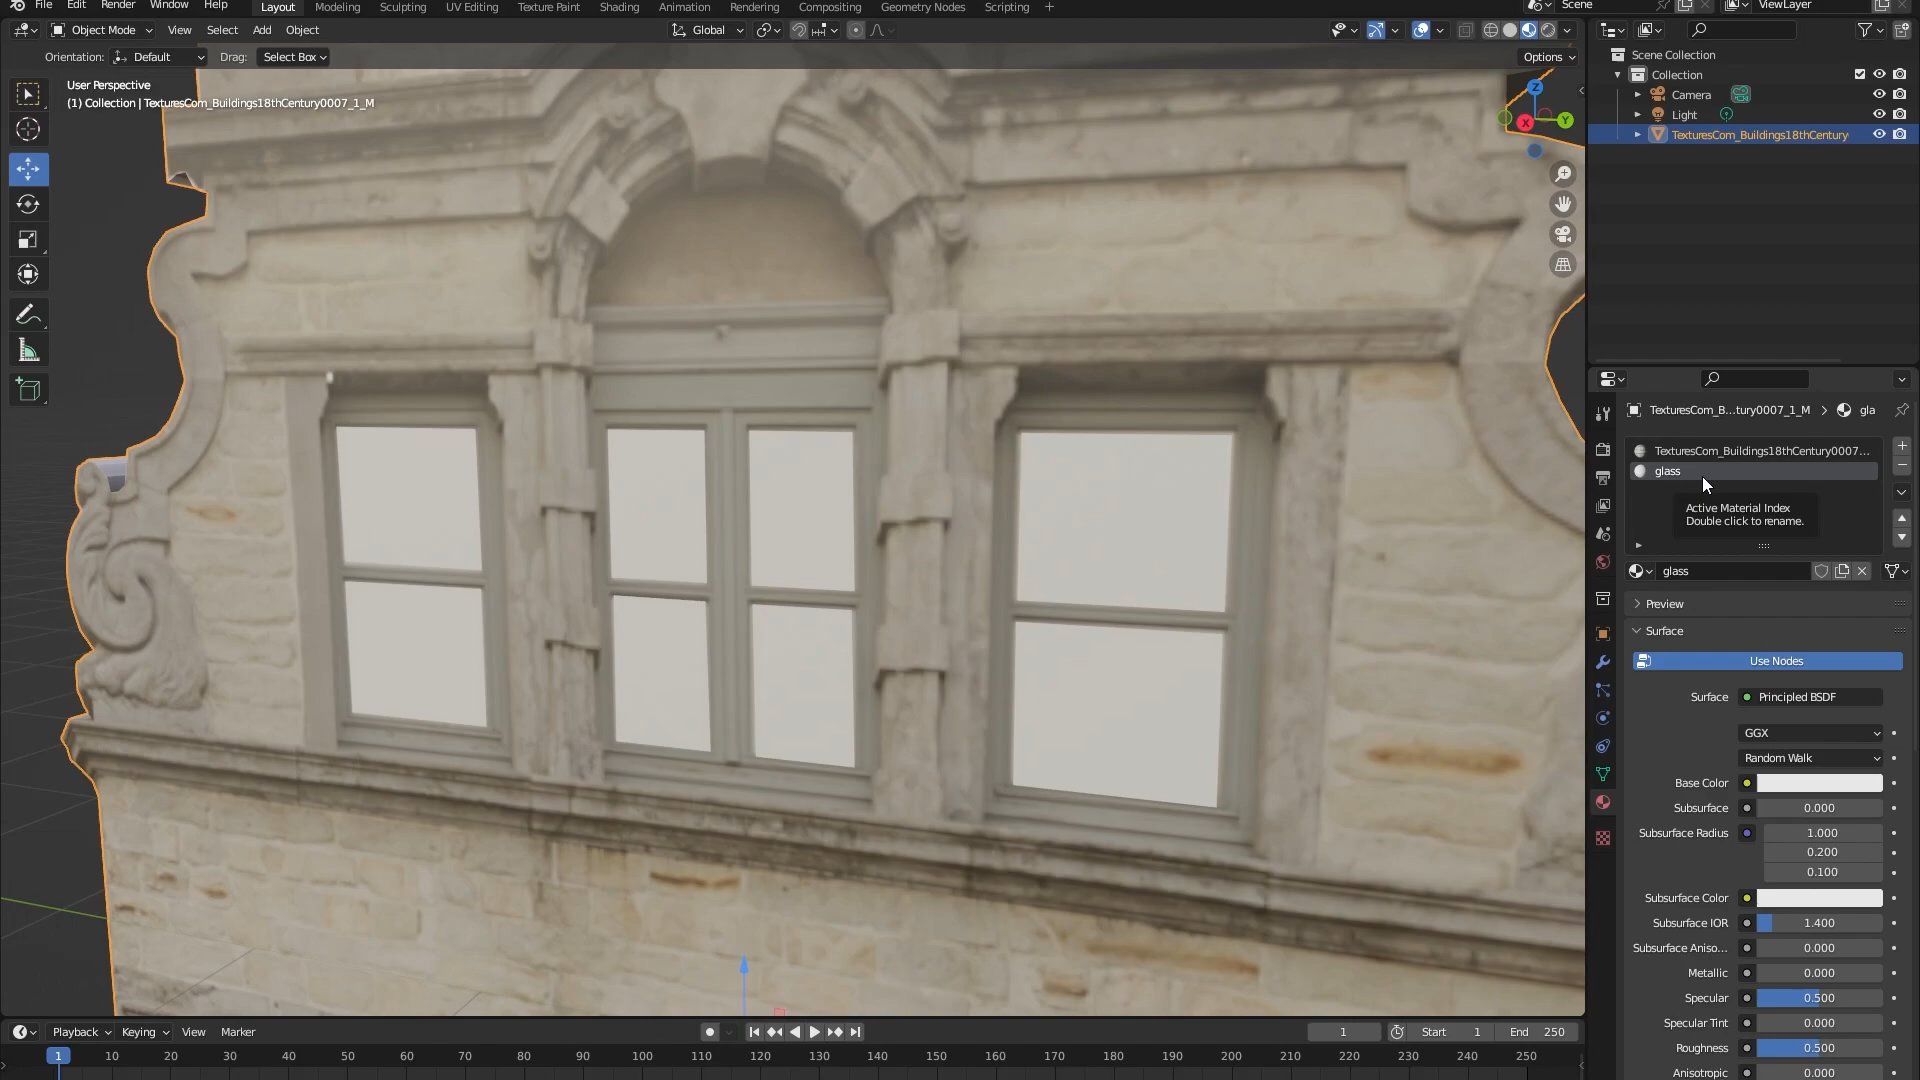 File Edit Render Window Help Layout Modeling Sculpting UV Editing Texture Paint Shading Animation Rendering Compositing Geometry Nodes Scripting + Scene ViewLayer
Object Mode View Select Add Object Global
Orientation: Default Drag: Select Box Options
User Perspective
(1) Collection | TexturesCom_Buildings18thCentury0007_1_M
Z
X
Y
Scene Collection
Collection
Camera
Light
TexturesCom_Buildings18thCentury
TexturesCom_B...tury0007_1_M > gla
TexturesCom_Buildings18thCentury0007...
glass
Active Material Index
Double click to rename.
glass
Preview
Surface
Use Nodes
Surface Principled BSDF
GGX
Random Walk
Base Color
Subsurface 0.000
Subsurface Radius 1.000
0.200
0.100
Subsurface Color
Subsurface IOR 1.400
Subsurface Aniso... 0.000
Metallic 0.000
Specular 0.500
Specular Tint 0.000
Roughness 0.500
Anisotropic 0.000
Playback Keying View Marker 1 Start 1 End 250
1 10 20 30 40 50 60 70 80 90 100 110 120 130 140 150 160 170 180 190 200 210 220 230 240 250